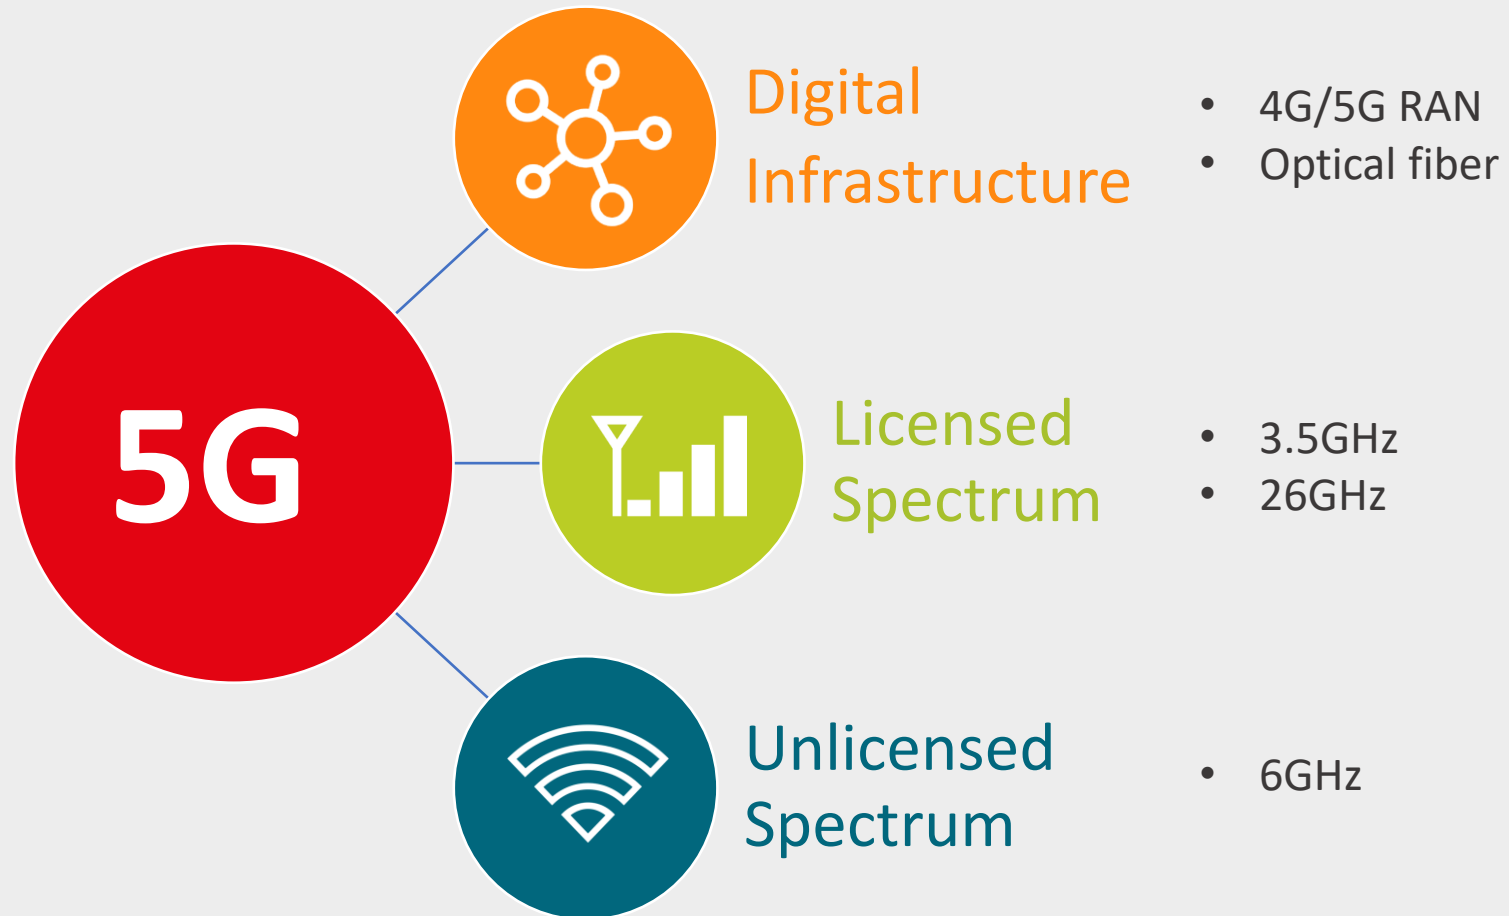 5G
Digital
Infrastructure
• 4G/5G RAN
• Optical fiber
Licensed
Spectrum
• 3.5GHz
• 26GHz
Unlicensed
Spectrum
• 6GHz